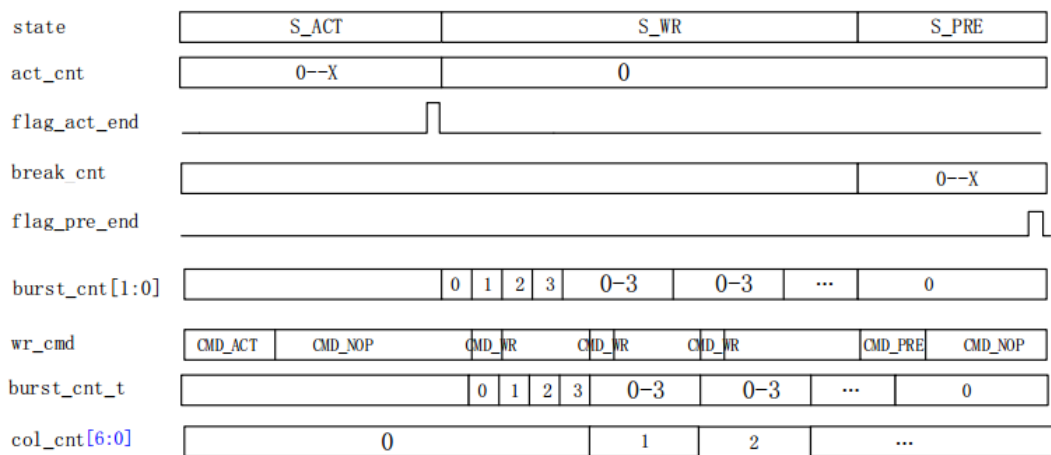 state S_ACT S_WR S_PRE
act_cnt 0--X 0
flag_act_end
break_cnt 0--X
flag_pre_end
burst_cnt[1:0] 0 1 2 3 0-3 0-3 ... 0
wr_cmd CMD_ACT CMD_NOP CMD_WR CMD_WR CMD_WR CMD_PRE CMD_NOP
burst_cnt_t 0 1 2 3 0-3 0-3 ... 0
col_cnt[6:0] 0 1 2 ...